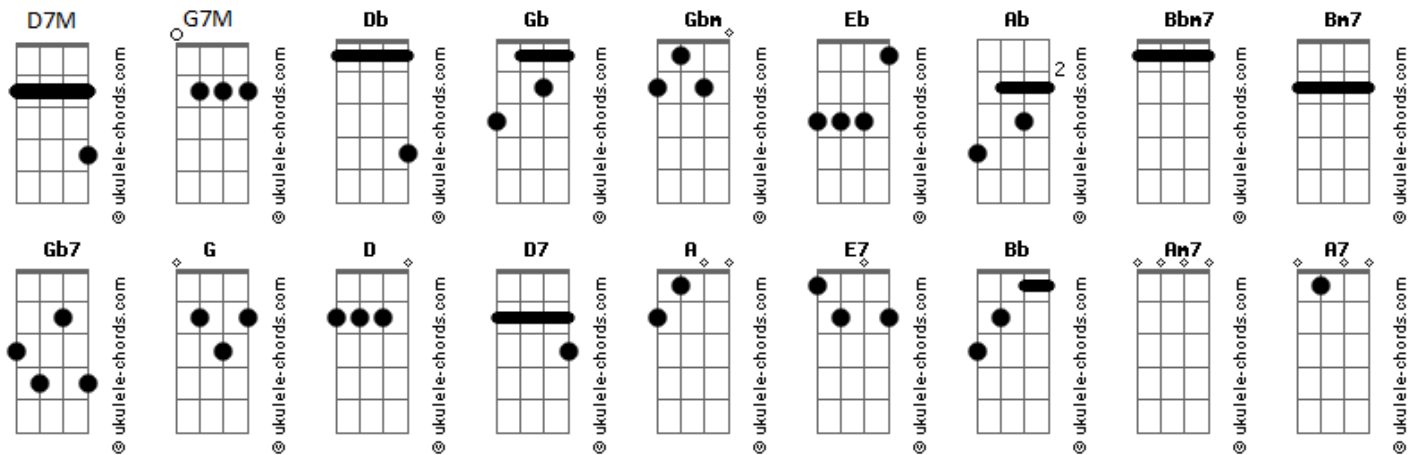 D7M G7M Db Gb Gbm Eb Ab Bbm7 Bm7
2
© ukulele-chords.com © ukulele-chords.com © ukulele-chords.com © ukulele-chords.com © ukulele-chords.com © ukulele-chords.com © ukulele-chords.com © ukulele-chords.com © ukulele-chords.com
Gb7 G D D7 A E7 Bb Am7 A7
© ukulele-chords.com © ukulele-chords.com © ukulele-chords.com © ukulele-chords.com © ukulele-chords.com © ukulele-chords.com © ukulele-chords.com © ukulele-chords.com © ukulele-chords.com